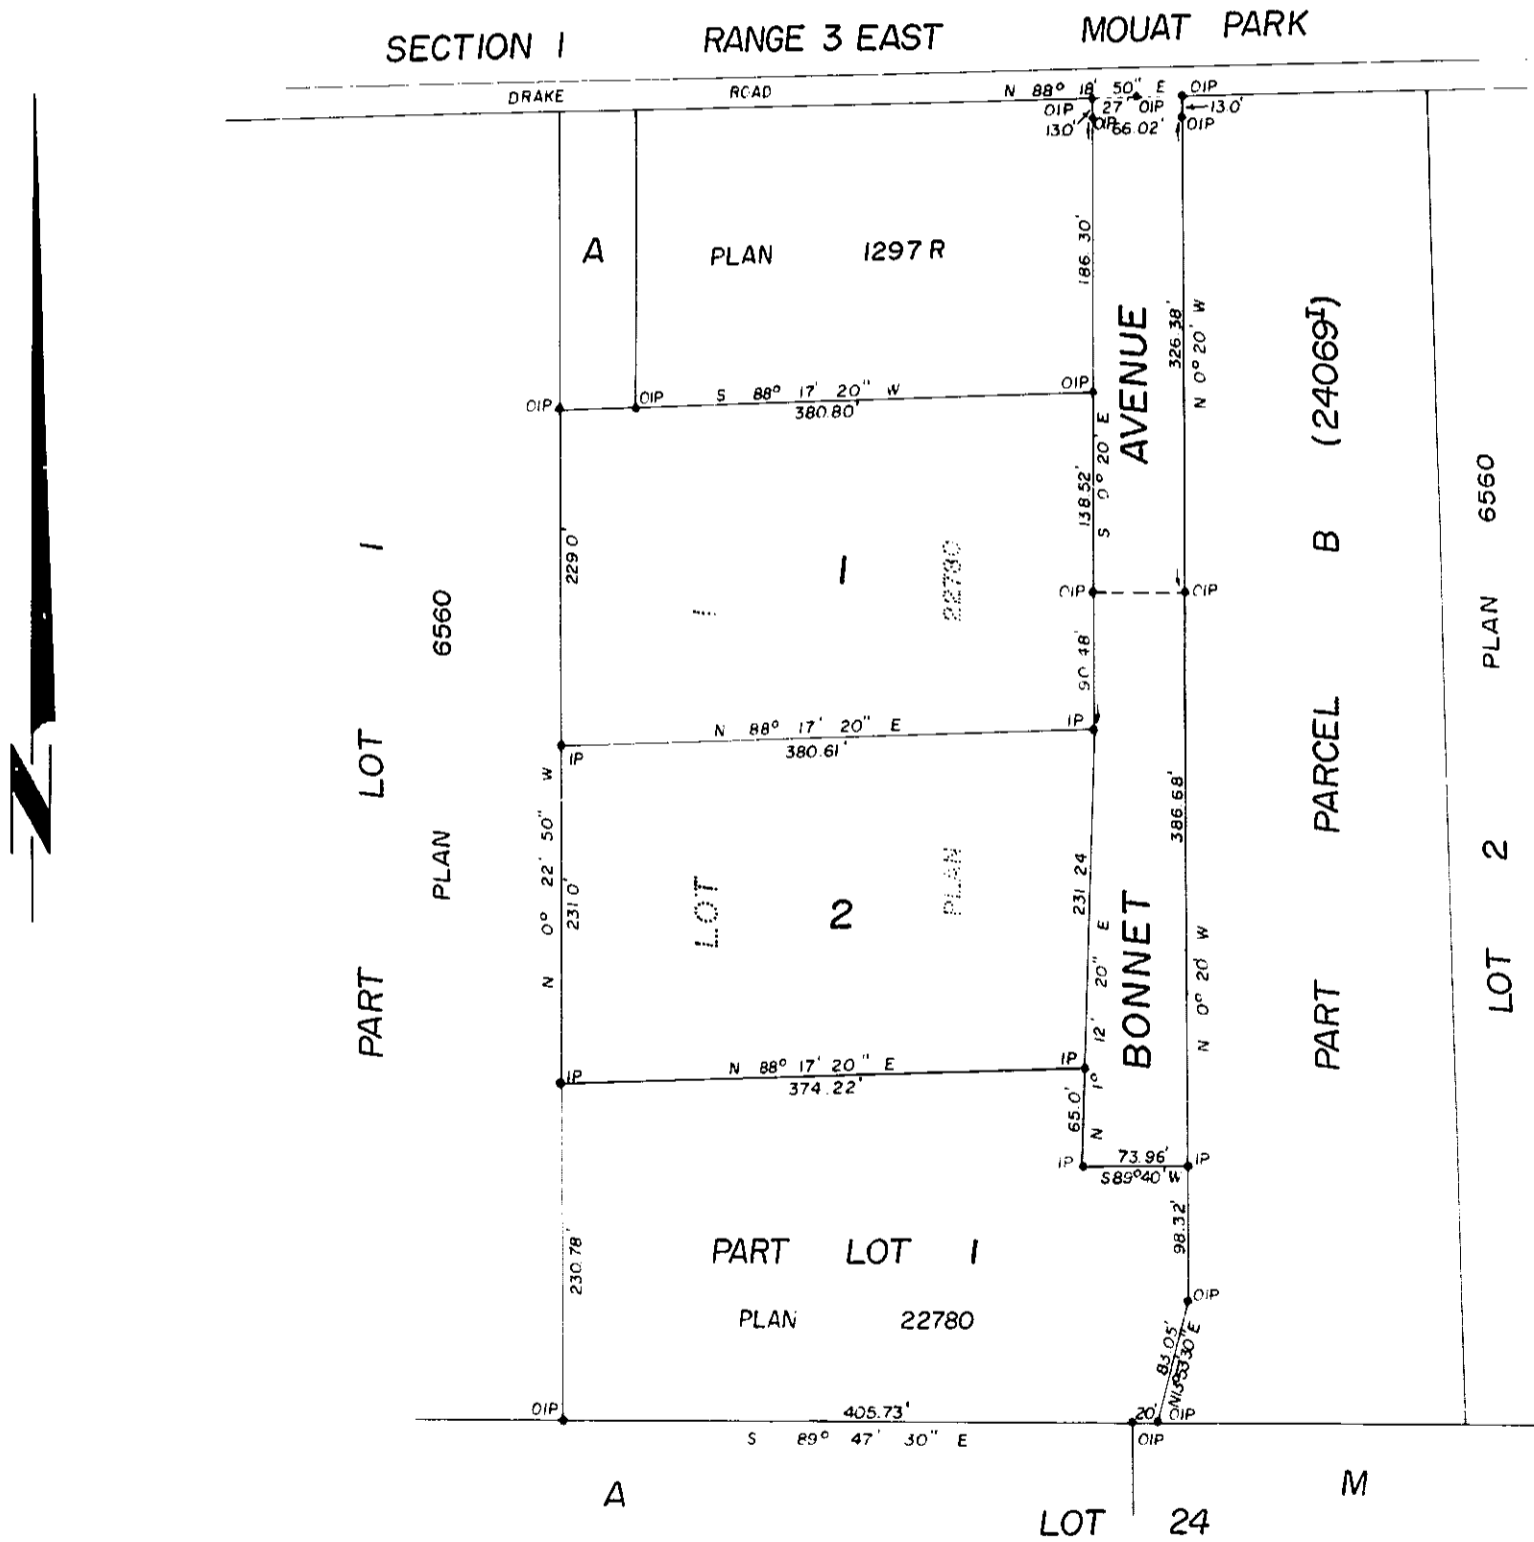 SECTION 1 RANGE 3 EAST MOUAT PARK
DRAKE ROAD N 88° 18' 50" E OIP
OIP 27' OIP 13.0'
13.0' OIP 66.02' OIP
A PLAN 1297 R
186.30'
326.38'
N 0° 20' W
AVENUE
PART PARCEL B (24069ᴵ)
OIP OIP S 88° 17' 20" W OIP
380.80'
138.52'
S 0° 20' E
229.0'
1
LOT 1
PLAN 22780
PART LOT 1
PLAN 6560
LOT 2 PLAN 6560
OIP OIP
90.48'
N 88° 17' 20" E IP
380.61'
IP
N 0° 22' 50" W
231.0'
2
231.24
N 1° 12' 20" E
BONNET
386.68'
N 0° 20' W
N 88° 17' 20" E IP
IP
374.22'
65.0'
IP 73.96' IP
S 89° 40' W
98.32'
230.78'
PART LOT 1
PLAN 22780
OIP
83.05'
N 13° 53' 30" E
OIP 405.73' 20' OIP
S 89° 47' 30" E OIP
A M
LOT 24
N